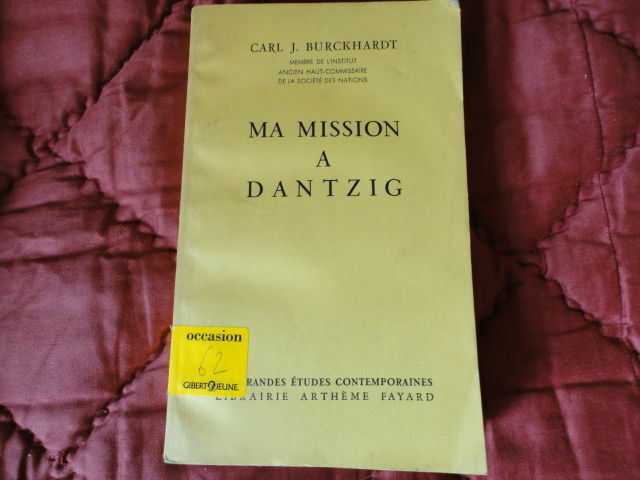 CARL J. BURCKHARDT
MEMBRE DE L'INSTITUT
ANCIEN HAUT-COMMISSAIRE
DE LA SOCIÉTÉ DES NATIONS
MA MISSION
A
DANTZIG
occasion
62
GIBERT JEUNE
GRANDES ÉTUDES CONTEMPORAINES
LIBRAIRIE ARTHÈME FAYARD